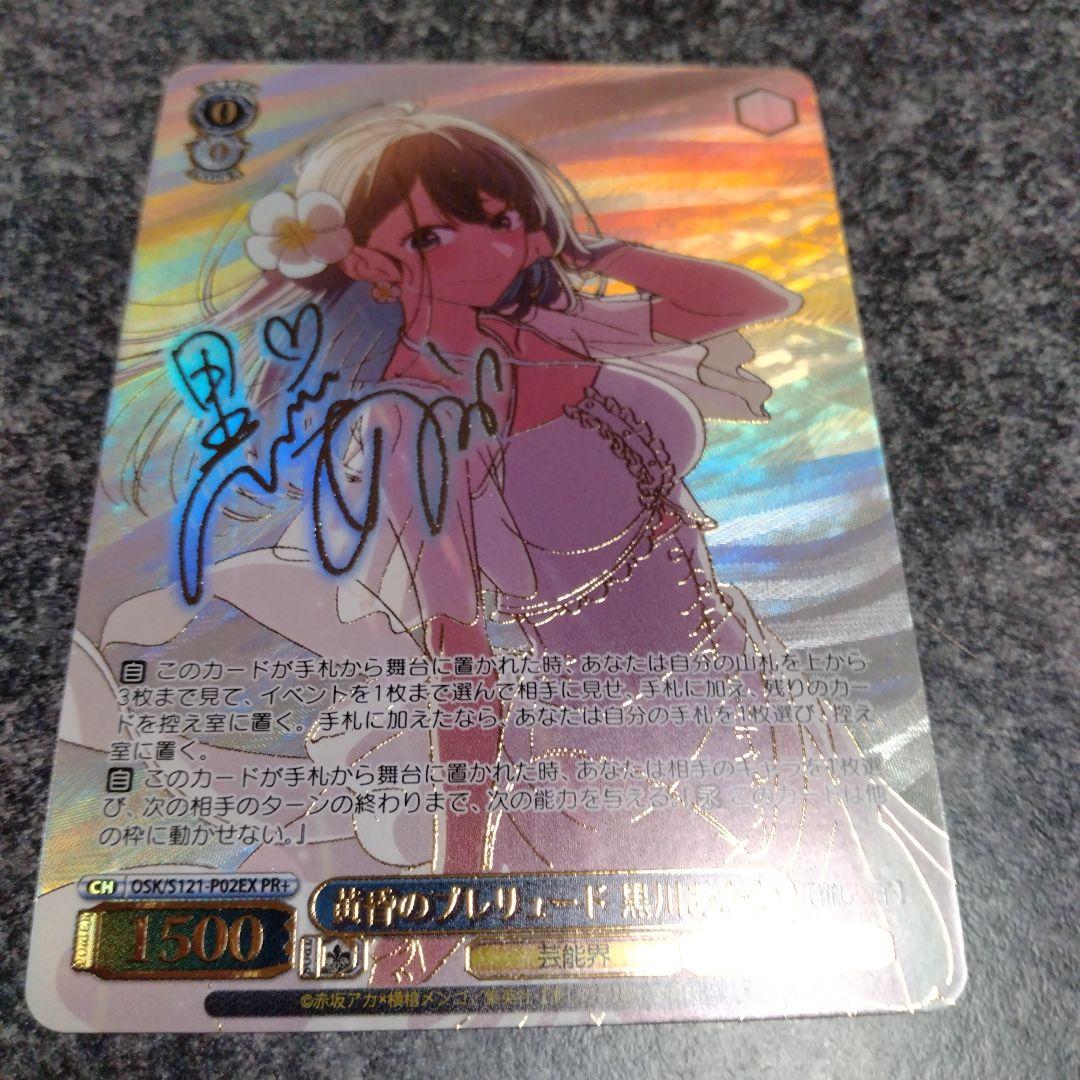 0
0
自 このカードが手札から舞台に置かれた時、あなたは自分の山札を上から
3枚まで見て、イベントを1枚まで選んで相手に見せ、手札に加え、残りのカー
ドを控え室に置く。手札に加えたなら、あなたは自分の手札を1枚選び、控え
室に置く。
自 このカードが手札から舞台に置かれた時、あなたは相手のキャラを1枚選
び、次の相手のターンの終わりまで、次の能力を与える。『永 このカードは他
の枠に動かせない。』
CH OSK/S121-P02EX PR+
黄昏のプレリュード 黒川
1500
芸能界
©赤坂アカ×横槍メンゴ／集英社